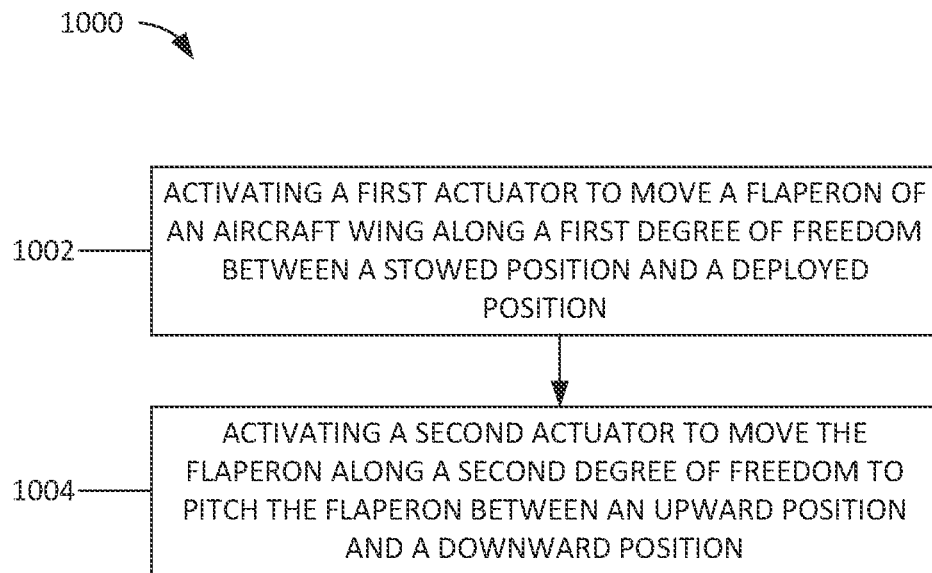 1000
ACTIVATING A FIRST ACTUATOR TO MOVE A FLAPERON OF
AN AIRCRAFT WING ALONG A FIRST DEGREE OF FREEDOM
1002
BETWEEN A STOWED POSITION AND A DEPLOYED
POSITION
ACTIVATING A SECOND ACTUATOR TO MOVE THE
FLAPERON ALONG A SECOND DEGREE OF FREEDOM TO
1004
PITCH THE FLAPERON BETWEEN AN UPWARD POSITION
AND A DOWNWARD POSITION